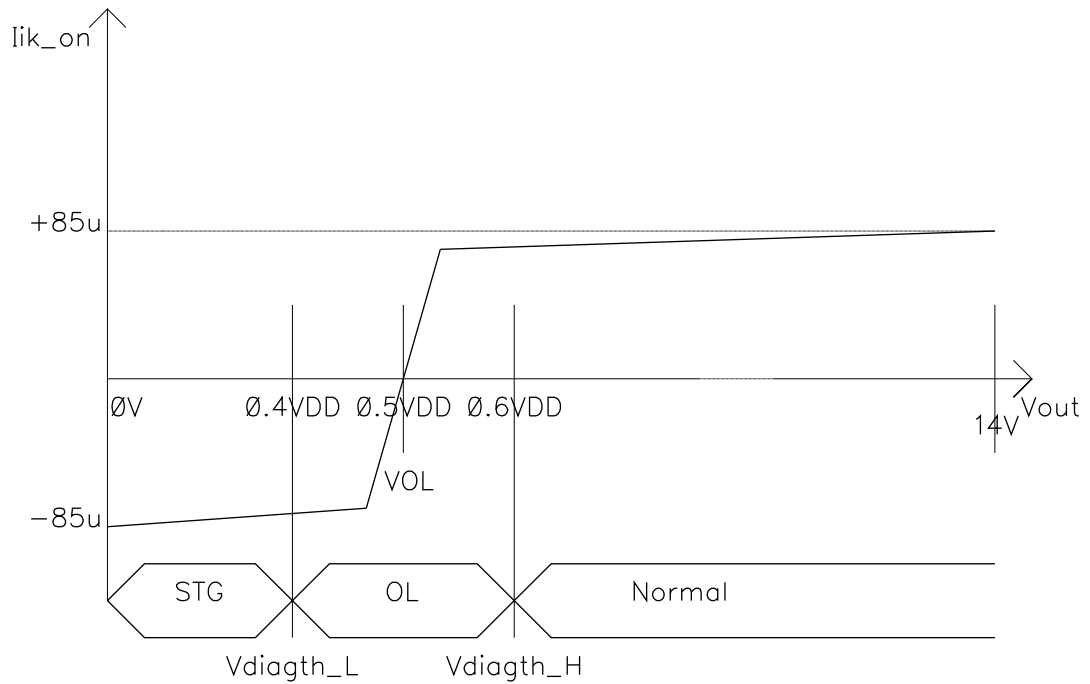 Iik_on
+85u
0V
0.4VDD
0.5VDD
0.6VDD
Vout
14V
VOL
-85u
STG
OL
Normal
Vdiagth_L
Vdiagth_H